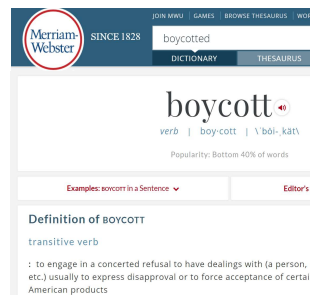 JOIN MWU | GAMES | BROWSE THESAURUS | WOR
Merriam-
Webster
SINCE 1828
boycotted
DICTIONARY THESAURUS
boycott
verb | boy·cott | \ ˈbȯi-ˌkät\
Popularity: Bottom 40% of words
Examples: BOYCOTT in a Sentence
Editor's
Definition of BOYCOTT
transitive verb
: to engage in a concerted refusal to have dealings with (a person,
etc.) usually to express disapproval or to force acceptance of certai
American products